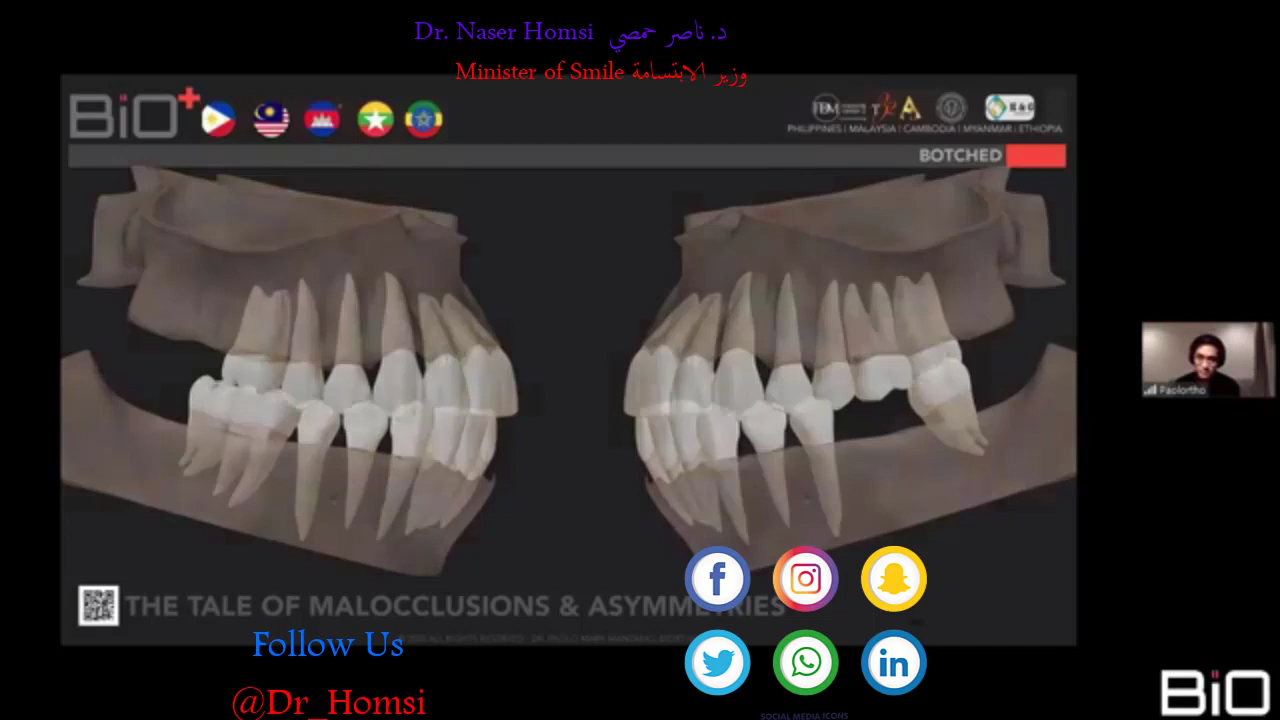 Dr. Naser Homsi د. ناصر حمصي
Minister of Smile وزير الابتسامة
BiO+
PHILIPPINES | MALAYSIA | CAMBODIA | MYANMAR | ETHIOPIA
BOTCHED
Paolortho
THE TALE OF MALOCCLUSIONS & ASYMMETRIES
Follow Us
@Dr_Homsi
SOCIAL MEDIA ICONS
BiO